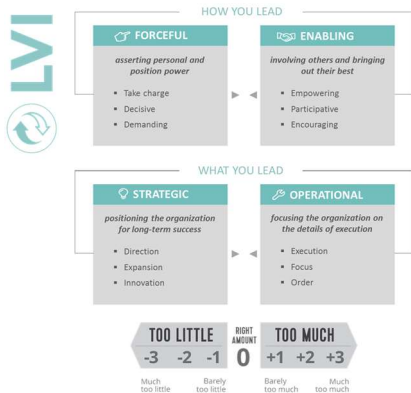 LVI
HOW YOU LEAD
FORCEFUL
asserting personal and
position power
▪ Take charge
▪ Decisive
▪ Demanding
ENABLING
involving others and bringing
out their best
▪ Empowering
▪ Participative
▪ Encouraging
WHAT YOU LEAD
STRATEGIC
positioning the organization
for long-term success
▪ Direction
▪ Expansion
▪ Innovation
OPERATIONAL
focusing the organization on
the details of execution
▪ Execution
▪ Focus
▪ Order
TOO LITTLE
-3 -2 -1
RIGHT
AMOUNT
0
TOO MUCH
+1 +2 +3
Much
too little
Barely
too little
Barely
too much
Much
too much